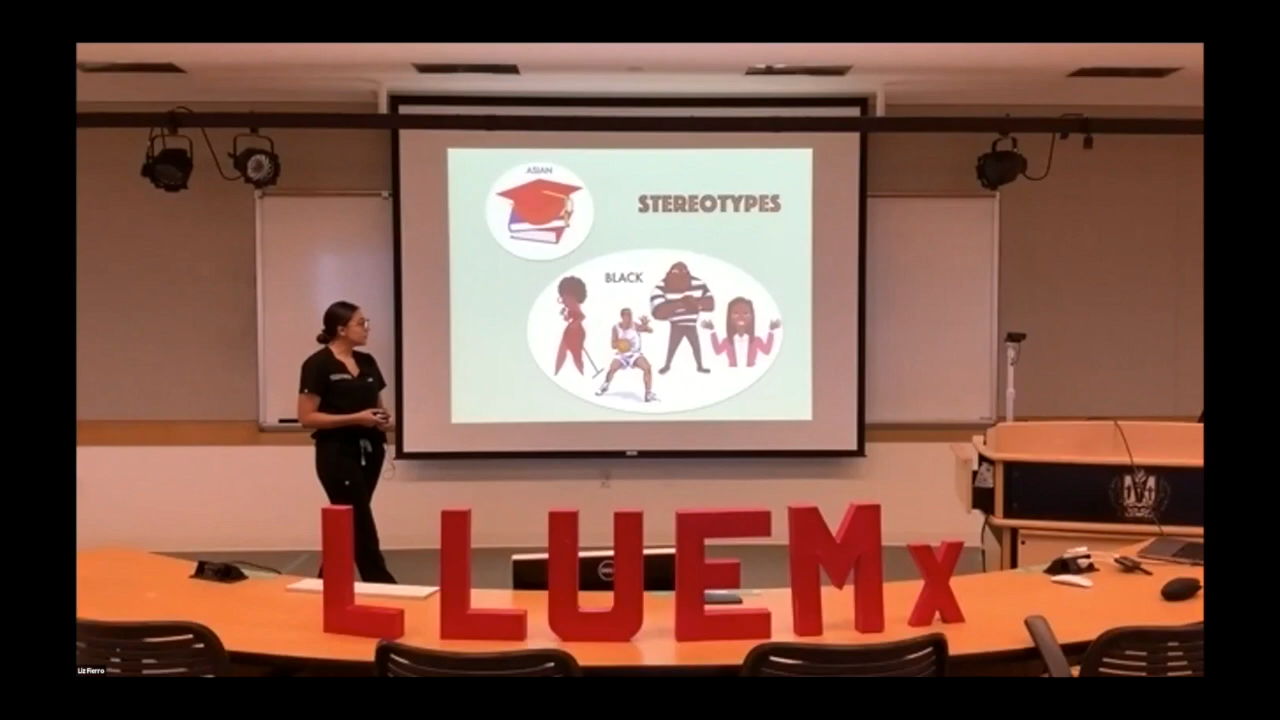 ASIAN
STEREOTYPES
BLACK
LLUEMx
Liz Fierro